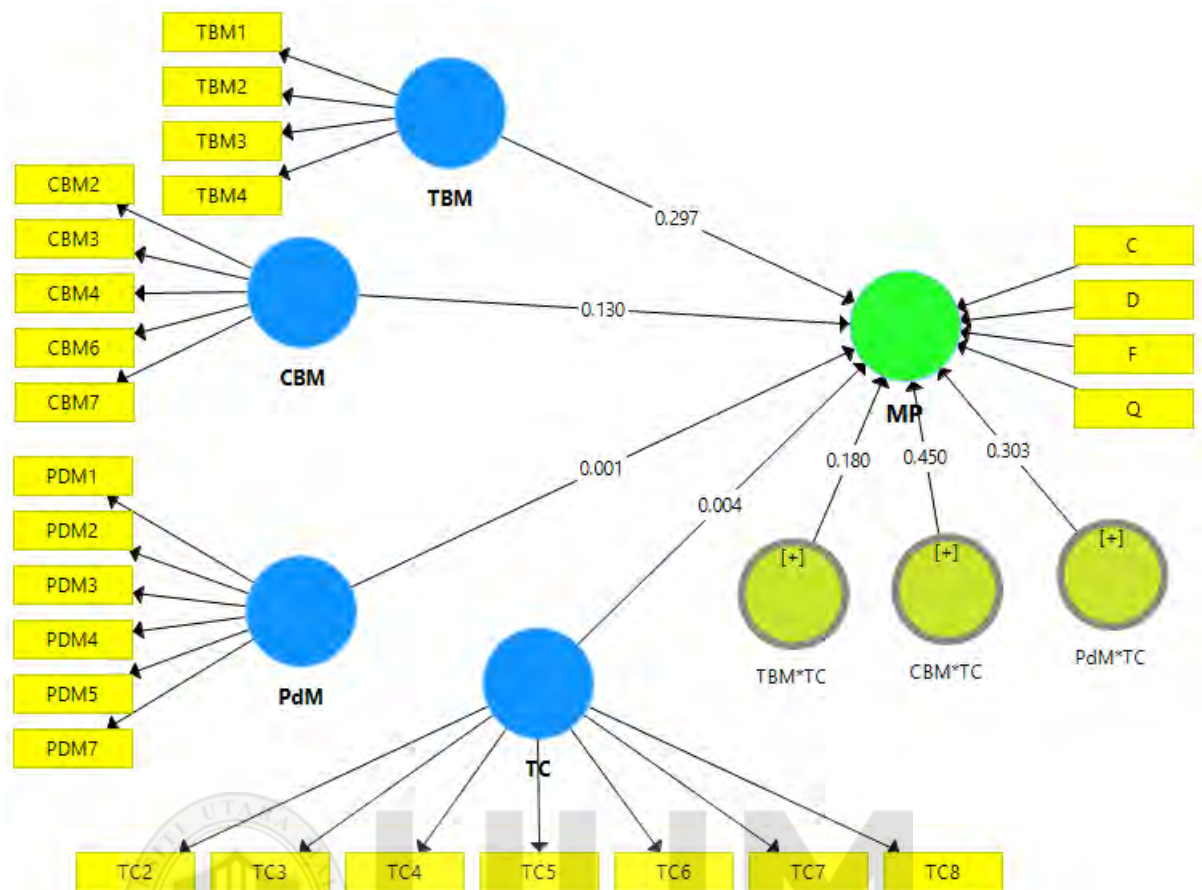 TBM1
TBM2
TBM3
TBM4
TBM
CBM2
CBM3
CBM4
CBM6
CBM7
CBM
0.297
0.130
C
D
F
Q
MP
PDM1
PDM2
PDM3
PDM4
PDM5
PDM7
PdM
0.001
0.004
0.180
0.450
0.303
[+]
[+]
[+]
TBM*TC
CBM*TC
PdM*TC
TC
UTARA
TC2
TC3
TC4
TC5
TC6
TC7
TC8